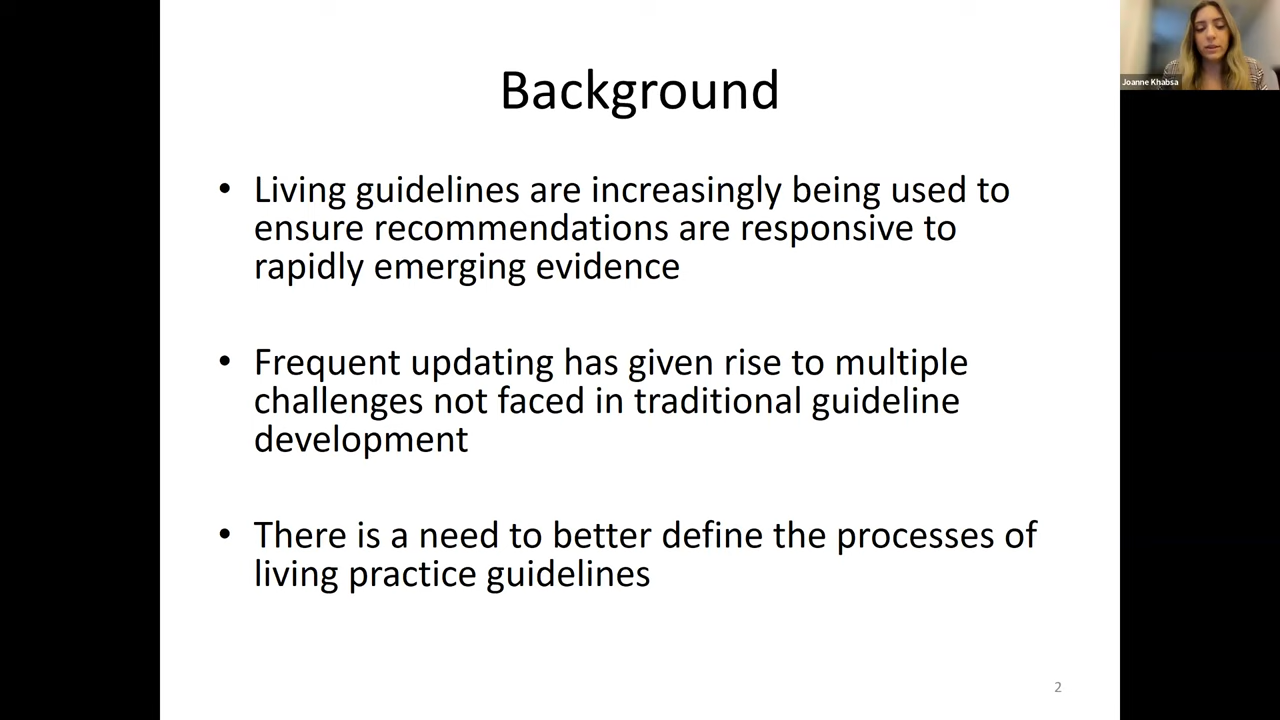 Background
Joanne Khabsa
• Living guidelines are increasingly being used to
ensure recommendations are responsive to
rapidly emerging evidence
• Frequent updating has given rise to multiple
challenges not faced in traditional guideline
development
• There is a need to better define the processes of
living practice guidelines
2